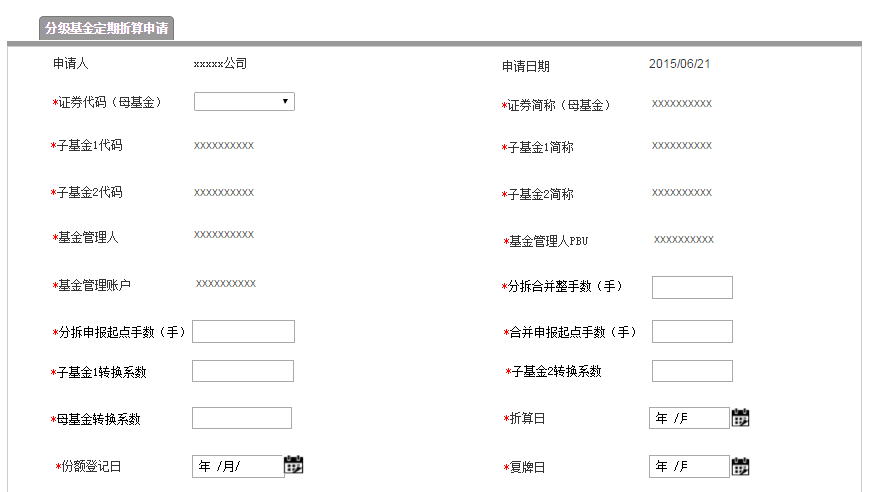 分级基金定期折算申请
申请人 xxxxx公司 申请日期 2015/06/21
*证券代码（母基金） *证券简称（母基金） xxxxxxxxxx
*子基金1代码 xxxxxxxxxx *子基金1简称 xxxxxxxxxx
*子基金2代码 xxxxxxxxxx *子基金2简称 xxxxxxxxxx
*基金管理人 xxxxxxxxxx *基金管理人PBU xxxxxxxxxx
*基金管理账户 xxxxxxxxxx *分拆合并整手数（手）
*分拆申报起点手数（手） *合并申报起点手数（手）
*子基金1转换系数 *子基金2转换系数
*母基金转换系数 *折算日 年 /月
*份额登记日 年 /月/ *复牌日 年 /月